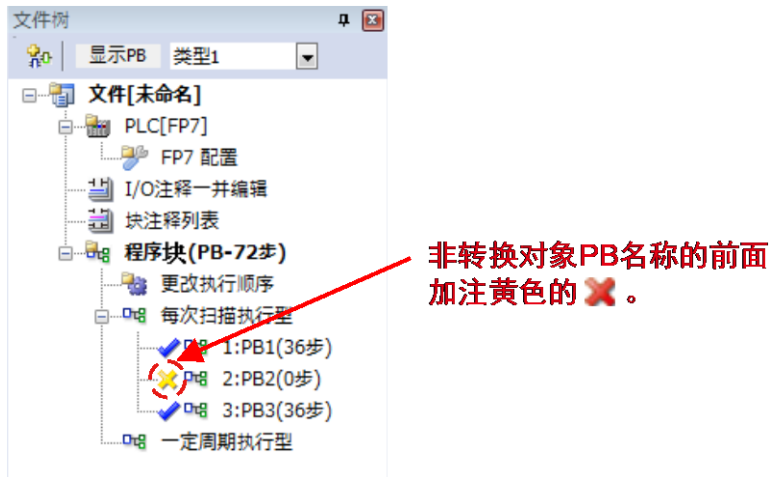 文件树
显示PB 类型1
文件[未命名]
PLC[FP7]
FP7 配置
I/O注释一并编辑
块注释列表
程序块(PB-72步)
更改执行顺序
每次扫描执行型
1:PB1(36步)
2:PB2(0步)
3:PB3(36步)
一定周期执行型
非转换对象PB名称的前面
加注黄色的 。